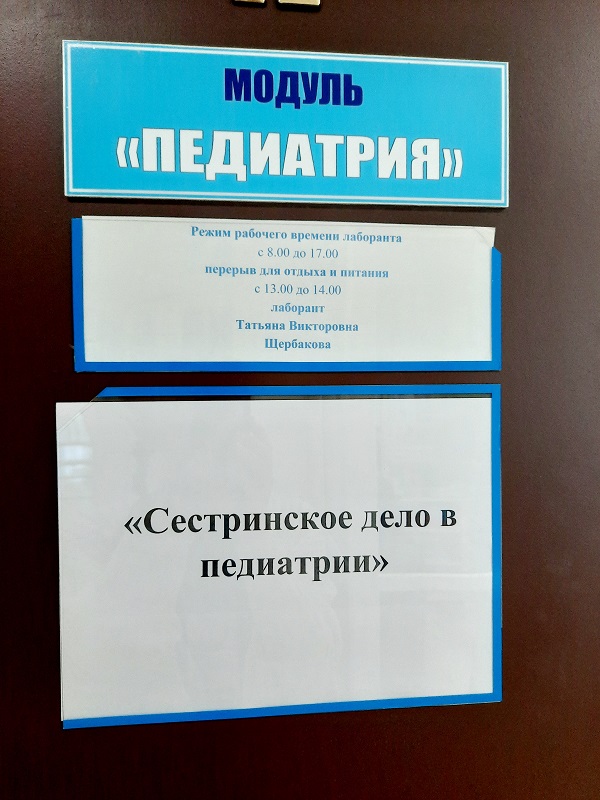 МОДУЛЬ
«ПЕДИАТРИЯ»
Режим рабочего времени лаборанта
с 8.00 до 17.00
перерыв для отдыха и питания
с 13.00 до 14.00
лаборант
Татьяна Викторовна
Щербакова
«Сестринское дело в
педиатрии»